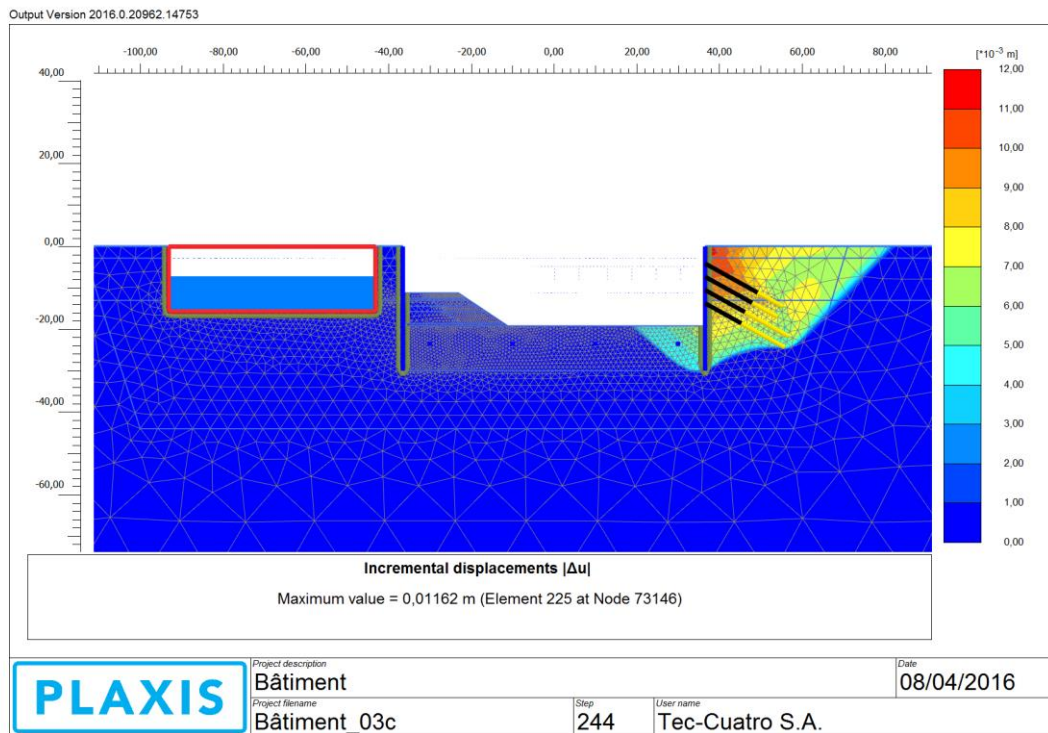 Output Version 2016.0.20962.14753
-100,00 -80,00 -60,00 -40,00 -20,00 0,00 20,00 40,00 60,00 80,00
[*10⁻³ m]
40,00
20,00
0,00
-20,00
-40,00
-60,00
12,00
11,00
10,00
9,00
8,00
7,00
6,00
5,00
4,00
3,00
2,00
1,00
0,00
Incremental displacements |Δu|
Maximum value = 0,01162 m (Element 225 at Node 73146)
PLAXIS
Project description
Bâtiment
Date
08/04/2016
Project filename
Bâtiment_03c
Step
244
User name
Tec-Cuatro S.A.